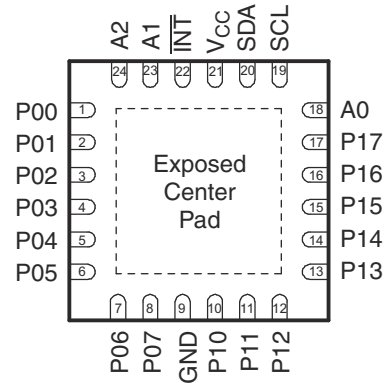 A2
A1
INT
VCC
SDA
SCL
24
23
22
21
20
19
P00 1
P01 2
P02 3
P03 4
P04 5
P05 6
18 A0
17 P17
16 P16
15 P15
14 P14
13 P13
Exposed
Center
Pad
7
8
9
10
11
12
P06
P07
GND
P10
P11
P12